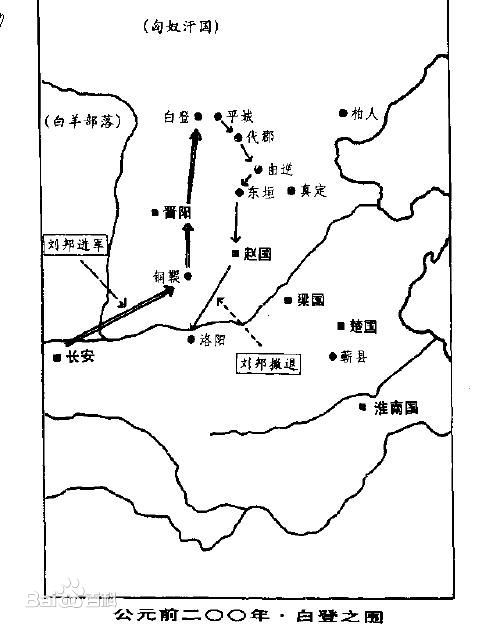 (匈奴汗国)
(白羊部落)
白登
平城
柏人
代郡
曲逆
东垣
真定
晋阳
刘邦进军
赵国
铜鞮
梁国
楚国
洛阳
长安
刘邦撤退
蕲县
淮南国
Bai百科
公元前二〇〇年·白登之围